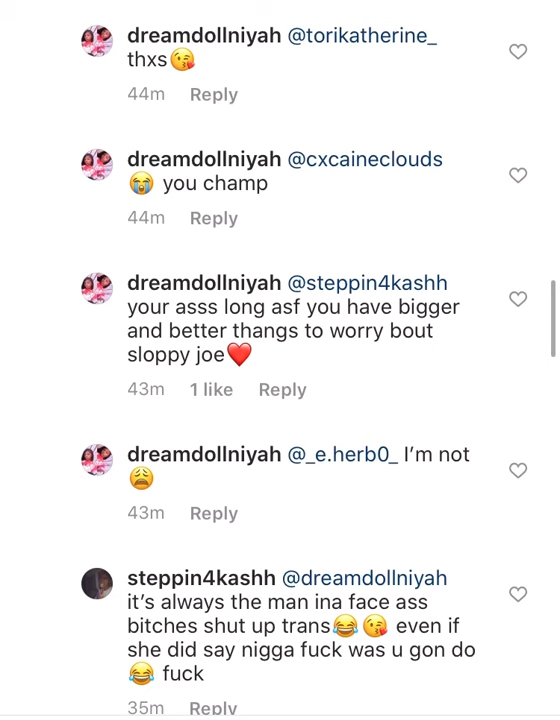 dreamdollniyah @torikatherine_
thxs😘
44m Reply
dreamdollniyah @cxcaineclouds
😭 you champ
44m Reply
dreamdollniyah @steppin4kashh
your asss long asf you have bigger
and better thangs to worry bout
sloppy joe❤️
43m 1 like Reply
dreamdollniyah @_e.herb0_ I'm not
😩
43m Reply
steppin4kashh @dreamdollniyah
it's always the man ina face ass
bitches shut up trans😂😘 even if
she did say nigga fuck was u gon do
😂 fuck
35m Reply